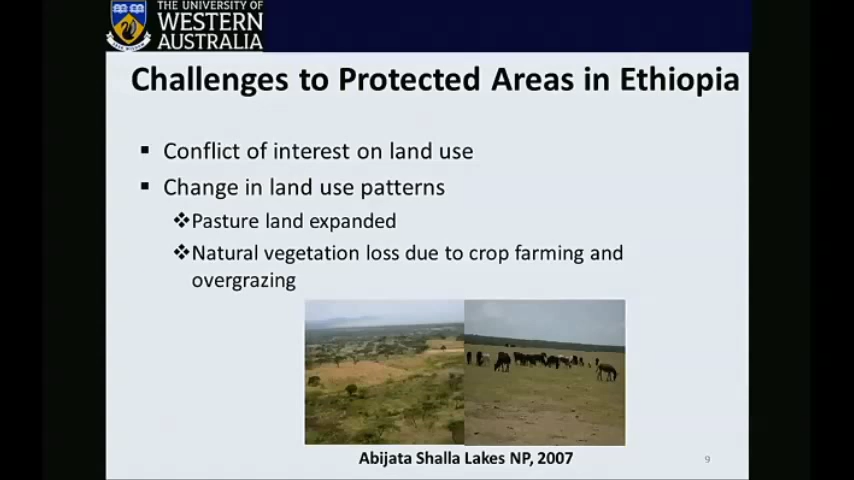 THE UNIVERSITY OF
WESTERN
AUSTRALIA
Challenges to Protected Areas in Ethiopia
▪ Conflict of interest on land use
▪ Change in land use patterns
❖Pasture land expanded
❖Natural vegetation loss due to crop farming and
overgrazing
Abijata Shalla Lakes NP, 2007
9